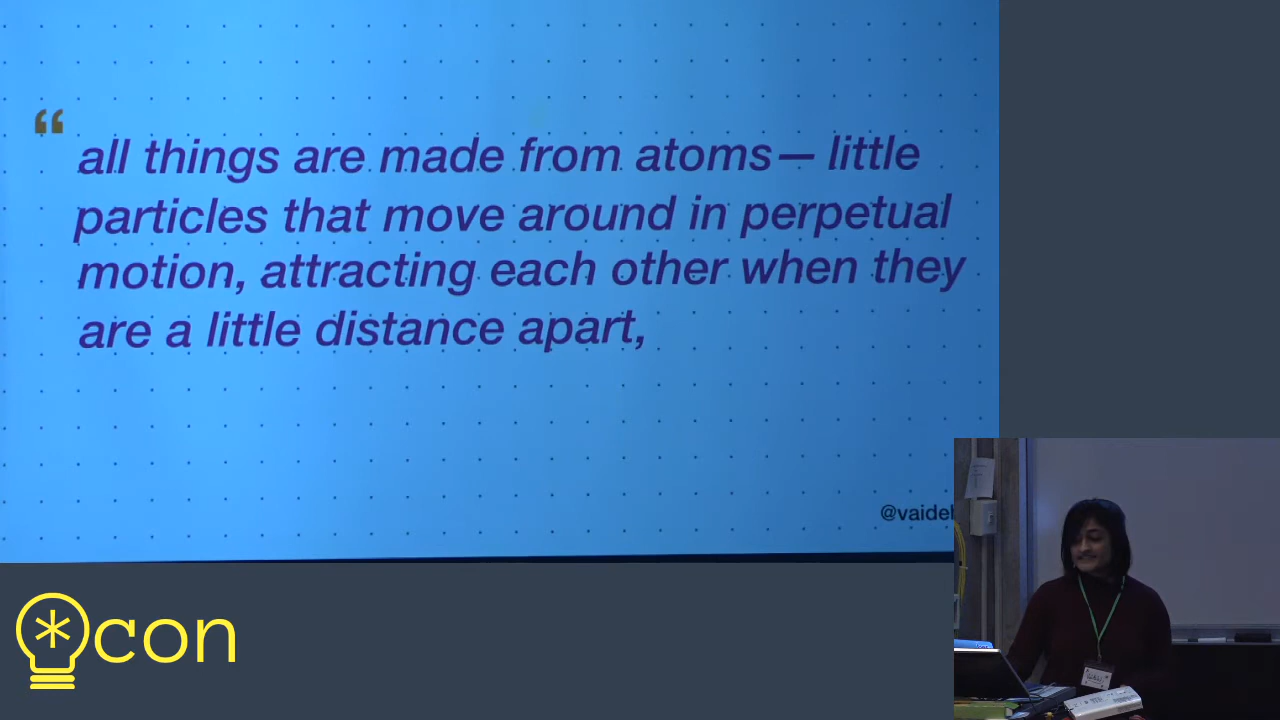 “
all things are made from atoms— little
particles that move around in perpetual
motion, attracting each other when they
are a little distance apart,
@vaideh
*con